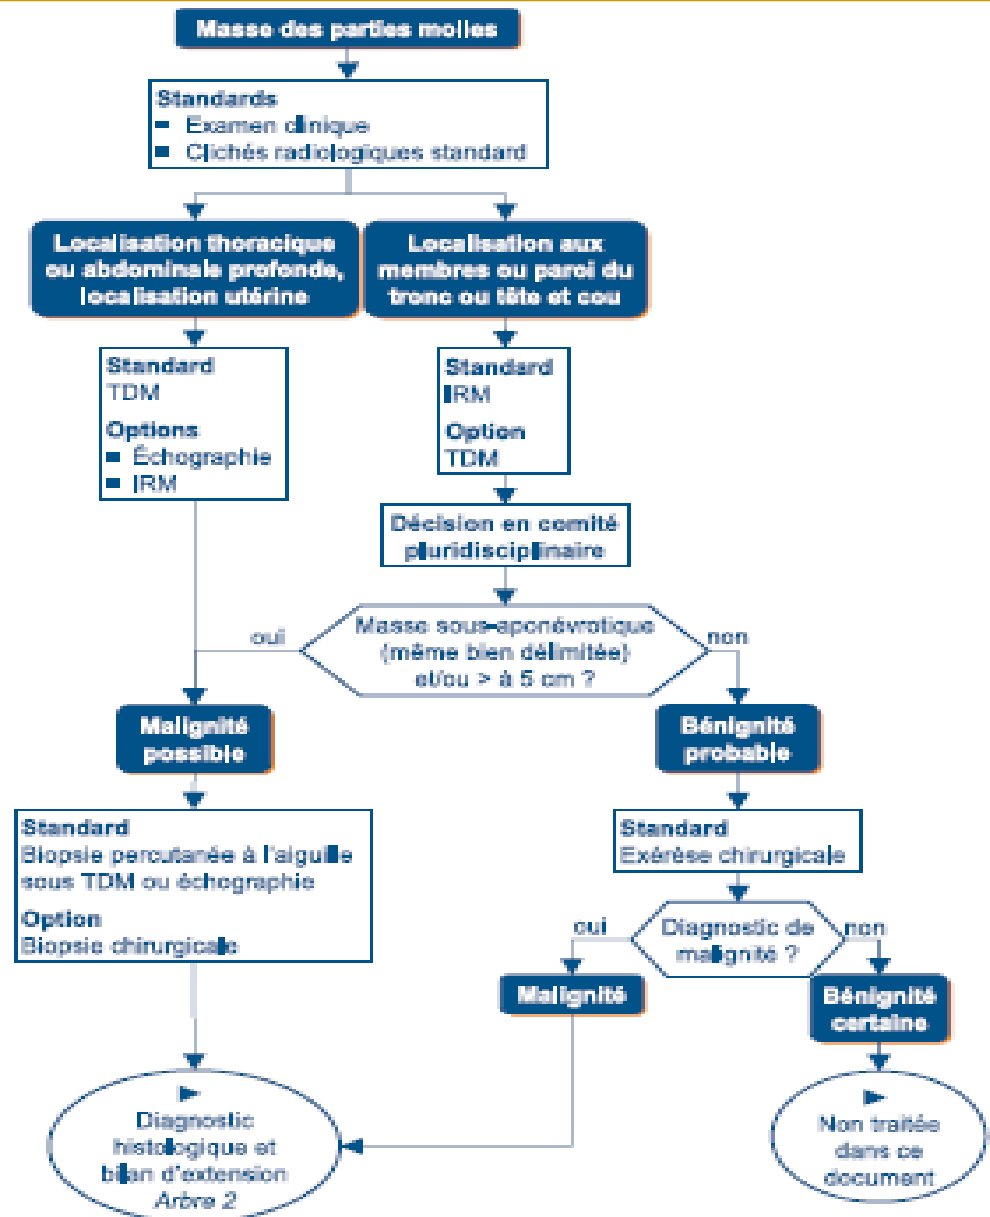 Masse des parties molles
Standards
Examen clinique
Clichés radiologiques standard
Localisation thoracique
ou abdominale profonde,
localisation utérine
Localisation aux
membres ou paroi du
tronc ou tête et cou
Standard
TDM
Options
Échographie
IRM
Standard
IRM
Option
TDM
Décision en comité
pluridisciplinaire
Masse sous-aponévrotique
(même bien délimitée)
et/ou > à 5 cm ?
oui
non
Malignité
possible
Bénignité
probable
Standard
Biopsie percutanée à l'aiguille
sous TDM ou échographie
Option
Biopsie chirurgicale
Standard
Exérèse chirurgicale
Diagnostic de
malignité ?
oui
non
Malignité
Bénignité
certaine
Diagnostic
histologique et
bilan d'extension
Arbre 2
Non traitée
dans ce
document